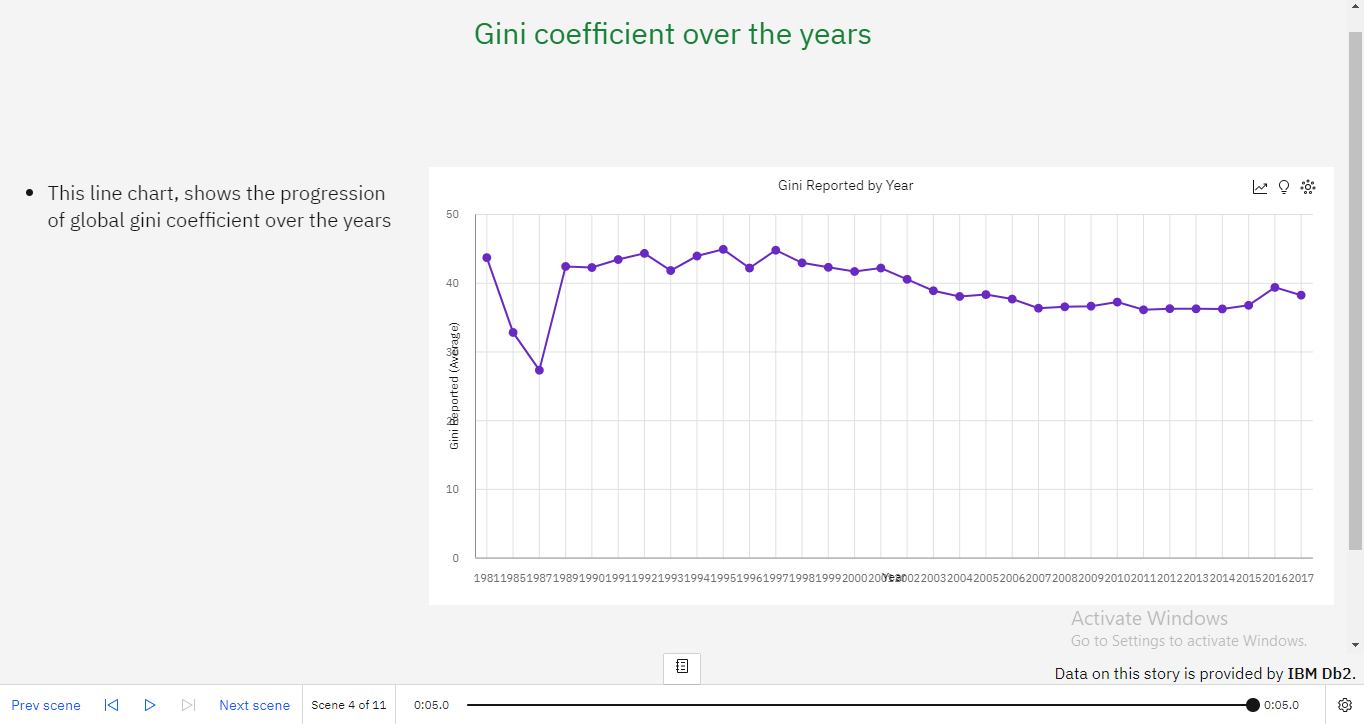 Gini coefficient over the years
This line chart, shows the progression
of global gini coefficient over the years
Gini Reported by Year
50
40
30
20
10
0
Gini Reported (Average)
1981 1985 1987 1989 1990 1991 1992 1993 1994 1995 1996 1997 1998 1999 2000 2001 2002 2003 2004 2005 2006 2007 2008 2009 2010 2011 2012 2013 2014 2015 2016 2017
Year
Activate Windows
Go to Settings to activate Windows.
Data on this story is provided by IBM Db2.
Prev scene Next scene Scene 4 of 11 0:05.0 0:05.0